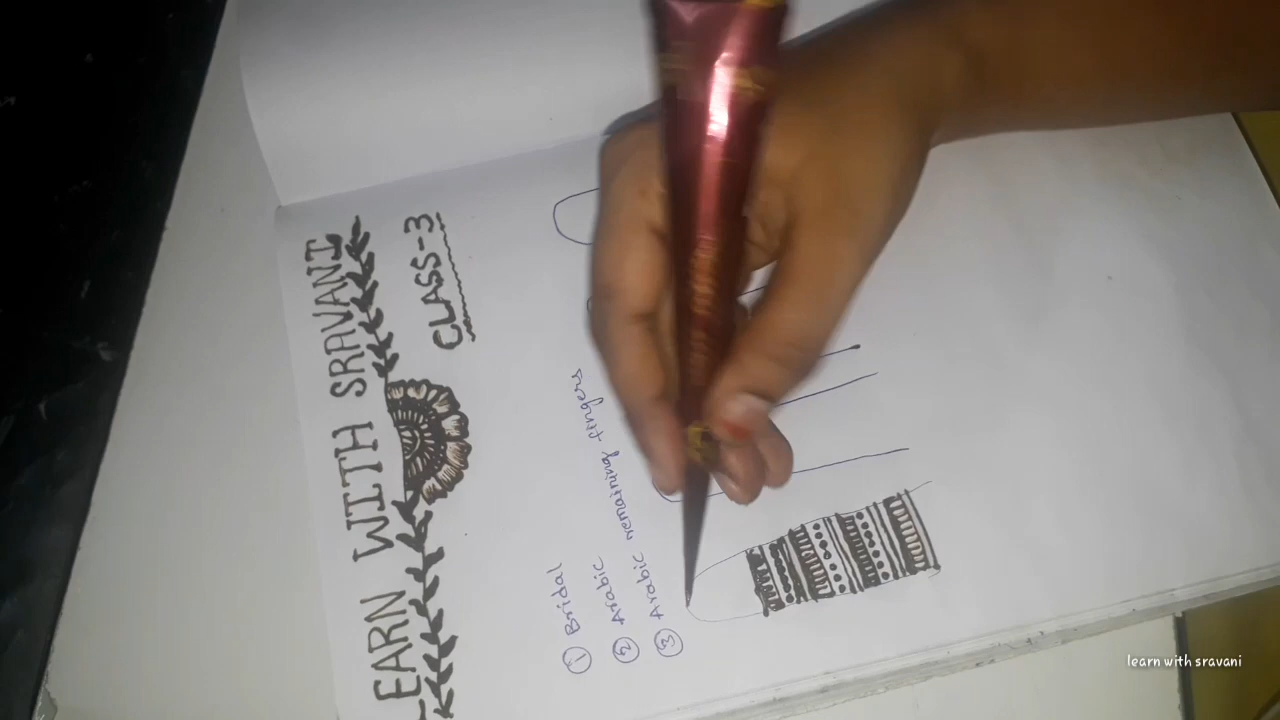 LEARN WITH SRAVANI
CLASS-3
① Bridal
② Arabic
③ Arabic remaining fingers
learn with sravani